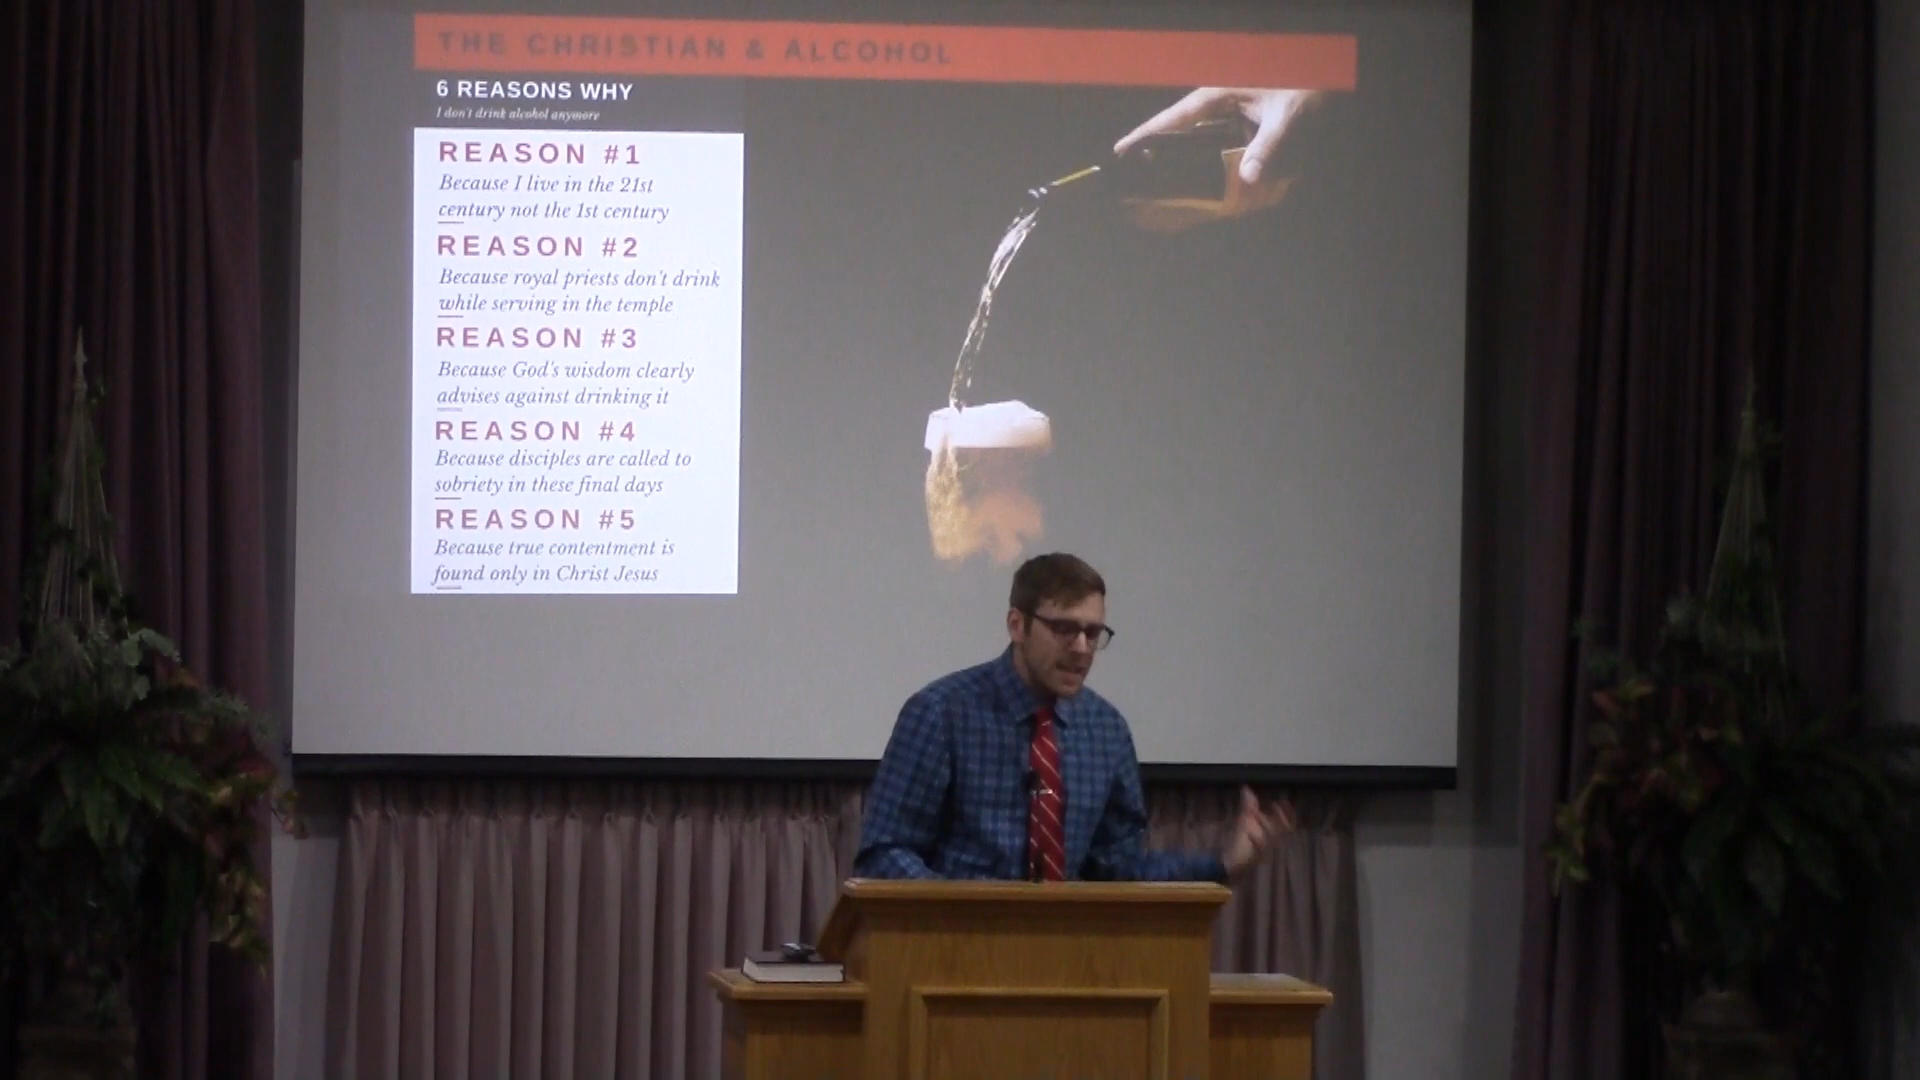 THE CHRISTIAN & ALCOHOL
6 REASONS WHY
I don't drink alcohol anymore
REASON #1
Because I live in the 21st
century not the 1st century
REASON #2
Because royal priests don't drink
while serving in the temple
REASON #3
Because God's wisdom clearly
advises against drinking it
REASON #4
Because disciples are called to
sobriety in these final days
REASON #5
Because true contentment is
found only in Christ Jesus